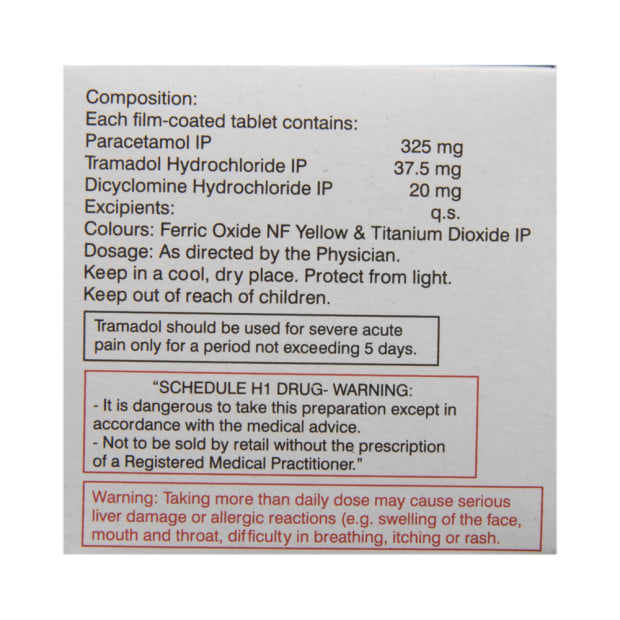 Composition:
Each film-coated tablet contains:
Paracetamol IP 325 mg
Tramadol Hydrochloride IP 37.5 mg
Dicyclomine Hydrochloride IP 20 mg
Excipients: q.s.
Colours: Ferric Oxide NF Yellow & Titanium Dioxide IP
Dosage: As directed by the Physician.
Keep in a cool, dry place. Protect from light.
Keep out of reach of children.
Tramadol should be used for severe acute
pain only for a period not exceeding 5 days.
“SCHEDULE H1 DRUG- WARNING:
- It is dangerous to take this preparation except in
accordance with the medical advice.
- Not to be sold by retail without the prescription
of a Registered Medical Practitioner.”
Warning: Taking more than daily dose may cause serious
liver damage or allergic reactions (e.g. swelling of the face,
mouth and throat, difficulty in breathing, itching or rash.